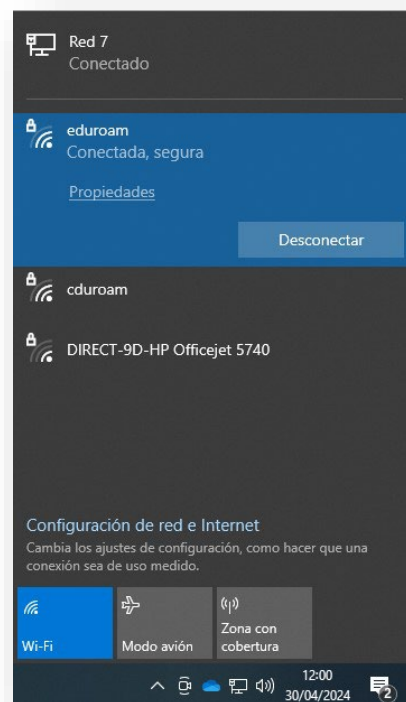 Red 7
Conectado
eduroam
Conectada, segura
Propiedades
Desconectar
cduroam
DIRECT-9D-HP Officejet 5740
Configuración de red e Internet
Cambia los ajustes de configuración, como hacer que una
conexión sea de uso medido.
Wi-Fi
Modo avión
Zona con
cobertura
12:00
30/04/2024
2